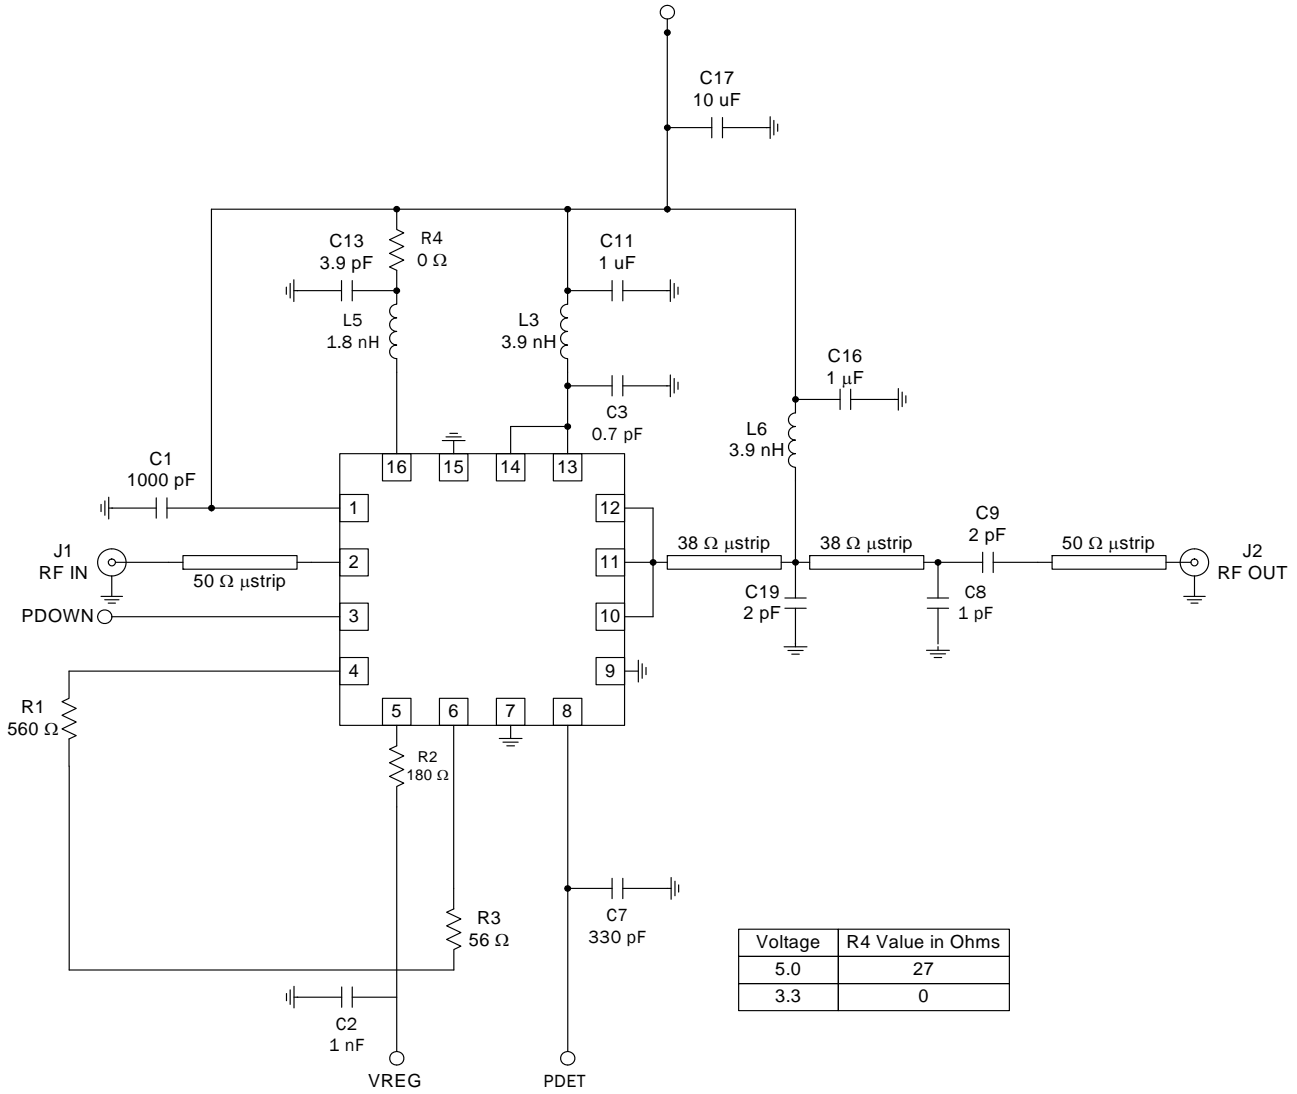 C17
10 uF
C13
3.9 pF
R4
0 Ω
C11
1 uF
L5
1.8 nH
L3
3.9 nH
C16
1 µF
C3
0.7 pF
L6
3.9 nH
C1
1000 pF
16
15
14
13
1
12
J1
RF IN
50 Ω µstrip
2
11
38 Ω µstrip
38 Ω µstrip
C9
2 pF
50 Ω µstrip
J2
RF OUT
C19
2 pF
C8
1 pF
PDOWN
3
10
4
9
R1
560 Ω
5
6
7
8
R2
180 Ω
R3
56 Ω
C7
330 pF
C2
1 nF
VREG
PDET
Voltage R4 Value in Ohms
5.0 27
3.3 0